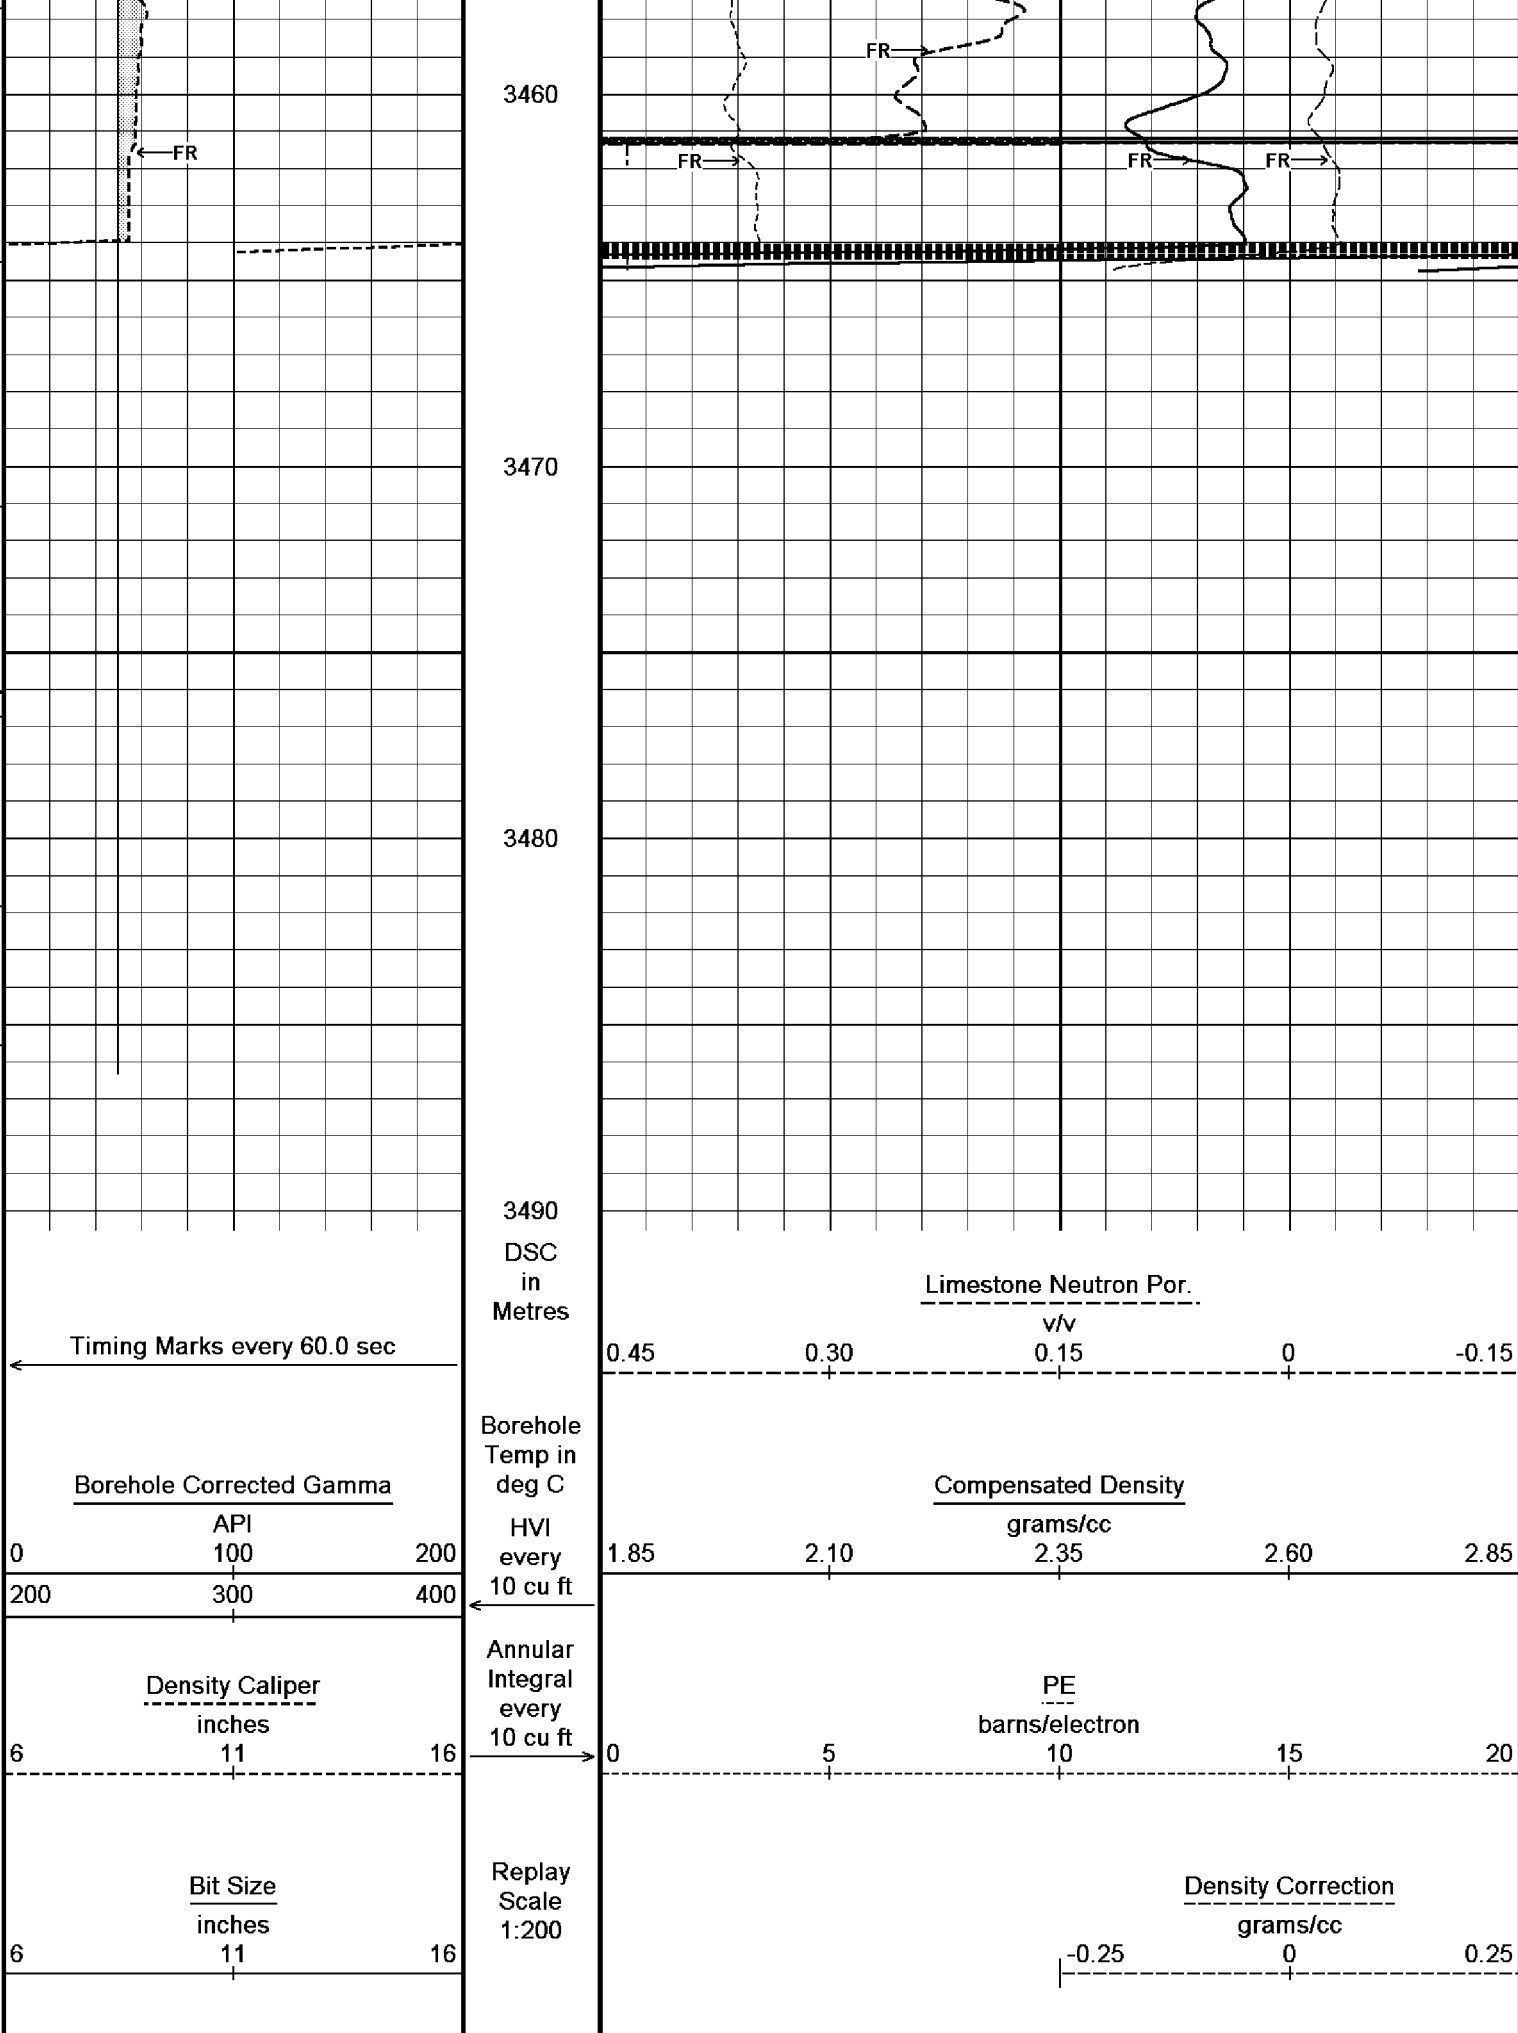 FR
3460
FR
FR
FR
FR
3470
3480
3490
DSC
in
Metres
Limestone Neutron Por.
v/v
Timing Marks every 60.0 sec
0.45 0.30 0.15 0 -0.15
Borehole
Temp in
deg C
Borehole Corrected Gamma
API
0 100 200
200 300 400
HVI
every
10 cu ft
Compensated Density
grams/cc
1.85 2.10 2.35 2.60 2.85
Annular
Integral
every
10 cu ft
Density Caliper
inches
6 11 16
PE
barns/electron
0 5 10 15 20
Replay
Scale
1:200
Bit Size
inches
6 11 16
Density Correction
grams/cc
-0.25 0 0.25